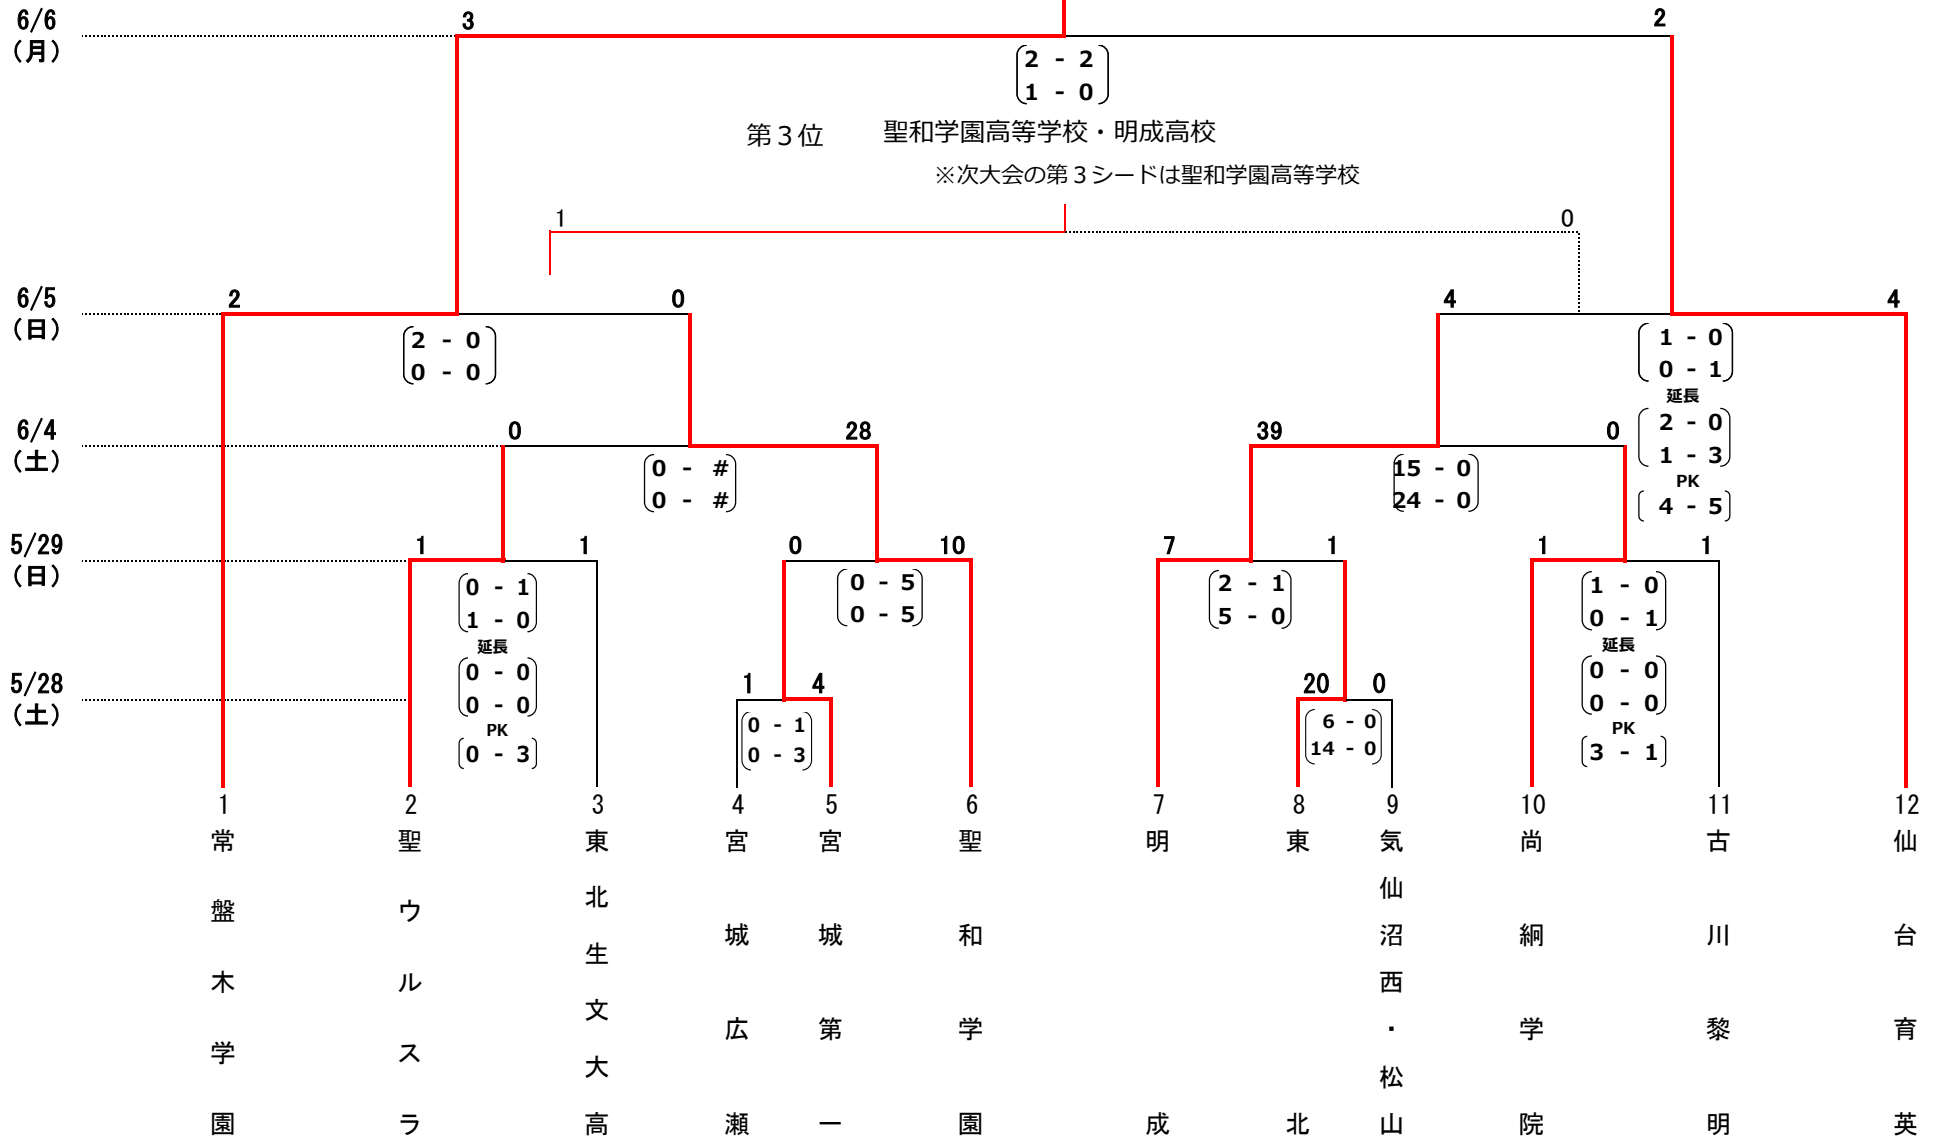 6/6
（月）
3
2
2 - 2
1 - 0
第３位 聖和学園高等学校・明成高校
※次大会の第３シードは聖和学園高等学校
1
0
6/5
（日）
2
0
4
4
2 - 0
0 - 0
1 - 0
0 - 1
延長
2 - 0
1 - 3
PK
4 - 5
6/4
（土）
0
28
39
0
0 - #
0 - #
15 - 0
24 - 0
5/29
（日）
1
1
0
10
7
1
1
1
0 - 1
1 - 0
延長
0 - 0
0 - 0
PK
0 - 3
0 - 5
0 - 5
2 - 1
5 - 0
1 - 0
0 - 1
延長
0 - 0
0 - 0
PK
3 - 1
5/28
（土）
1
4
20
0
0 - 1
0 - 3
6 - 0
14 - 0
1
常盤木学園
2
聖ウルスラ
3
東北生文大高
4
宮城広瀬
5
宮城第一
6
聖和学園
7
明成
8
東北
9
気仙沼西・松山
10
尚絅学院
11
古川黎明
12
仙台育英